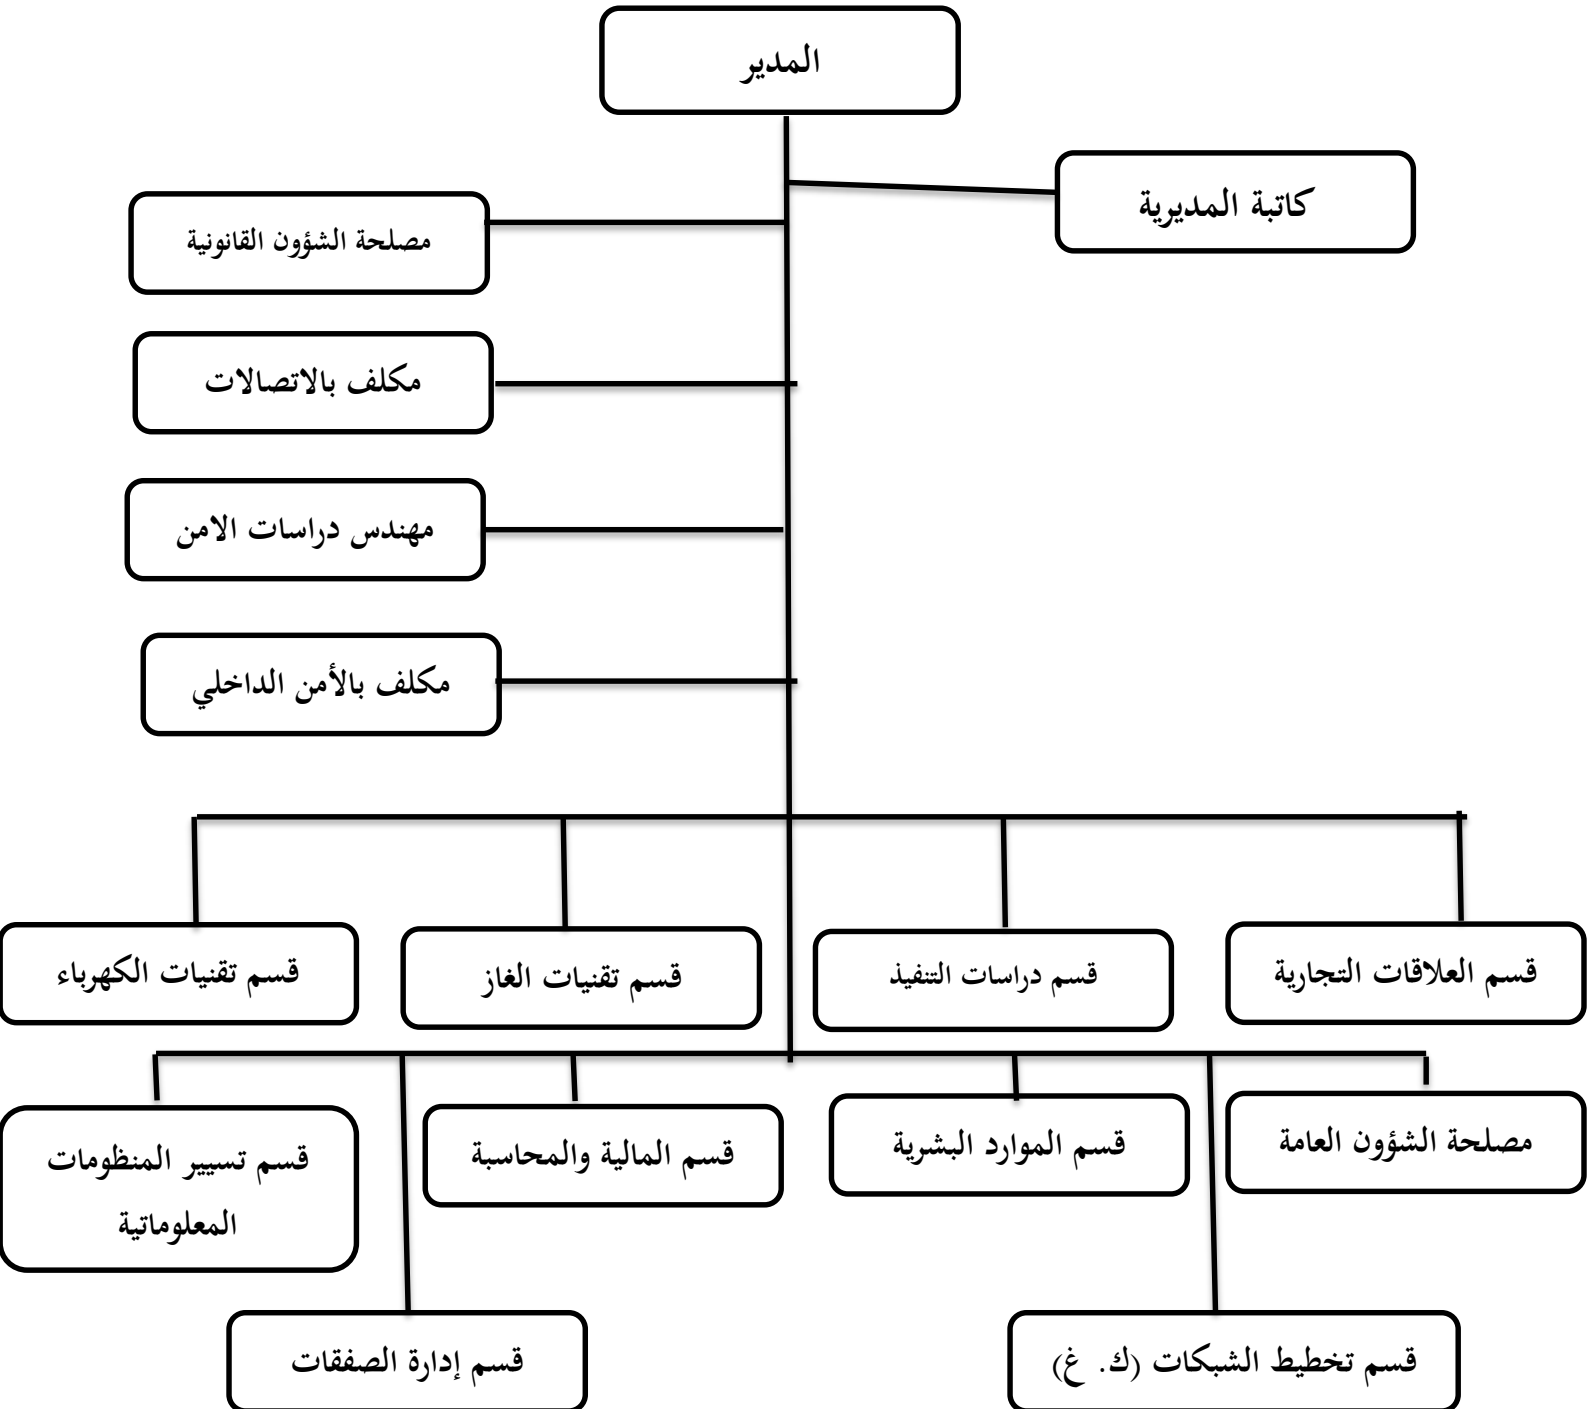 المدير
كاتبة المديرية
مصلحة الشؤون القانونية
مكلف بالاتصالات
مهندس دراسات الامن
مكلف بالأمن الداخلي
قسم العلاقات التجارية
قسم دراسات التنفيذ
قسم تقنيات الغاز
قسم تقنيات الكهرباء
مصلحة الشؤون العامة
قسم الموارد البشرية
قسم المالية والمحاسبة
قسم تسيير المنظومات
المعلوماتية
قسم تخطيط الشبكات (ك. غ)
قسم إدارة الصفقات